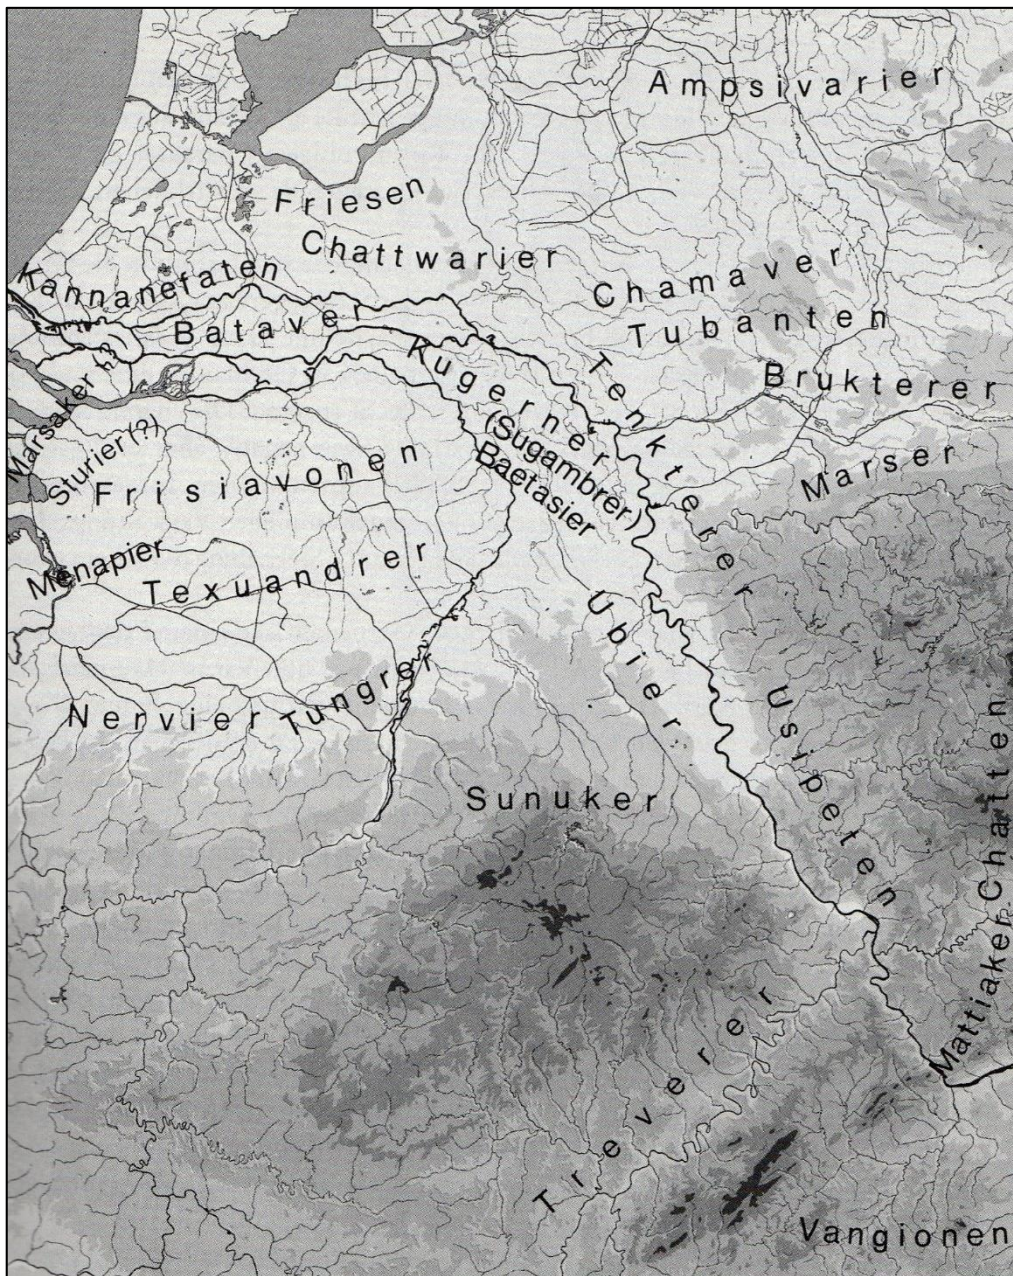 Ampsivarier
Friesen
Chattwarier
Chamaver
Kannanefaten
Bataver
Tubanten
Kugerner
(Sugambrer)
Baetasier
Tenkterer
Brukterer
Marsaker
Sturier(?)
Frisiavonen
Marser
Menapier
Texuandrer
Ubier
Nervier
Tungrer
Usipeten
Sunuker
Chatten
Mattiaker
Treverer
Vangionen